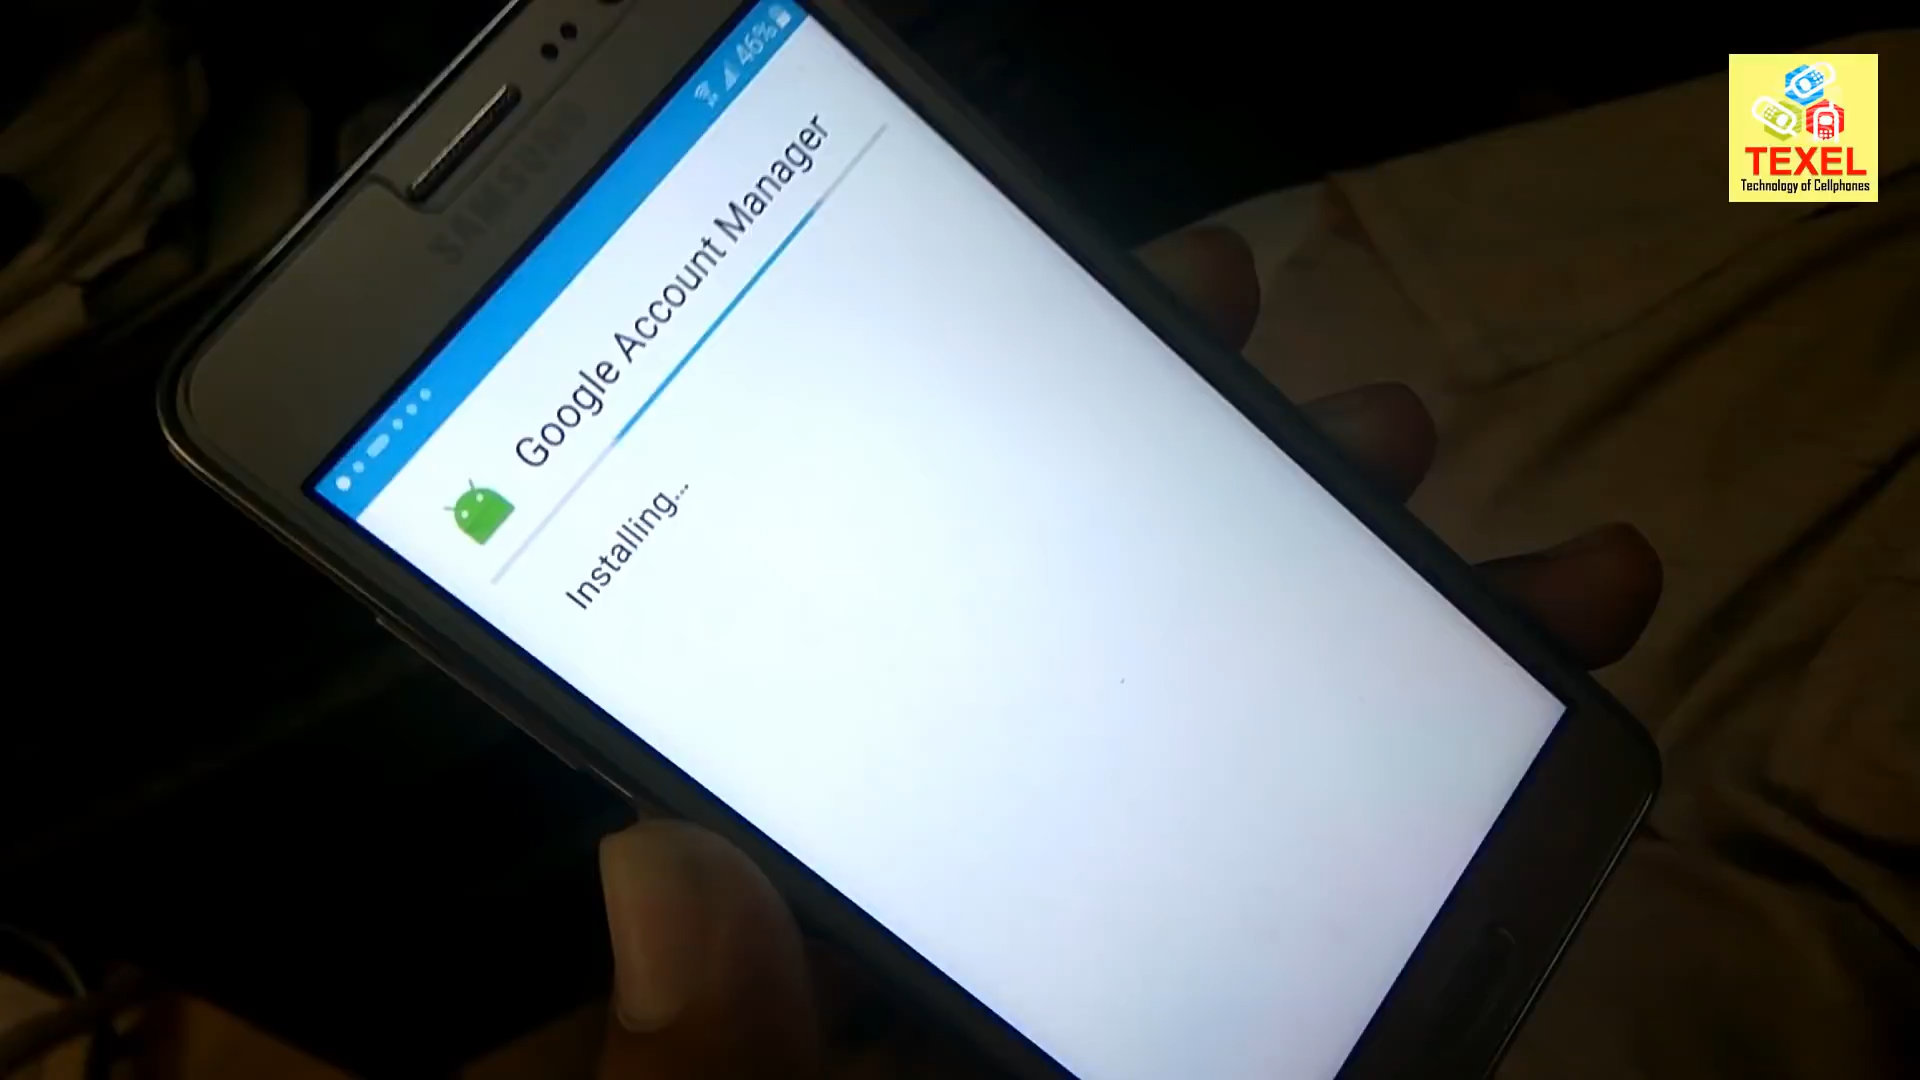 SAMSUNG
46%
Google Account Manager
Installing...
TEXEL
Technology of Cellphones